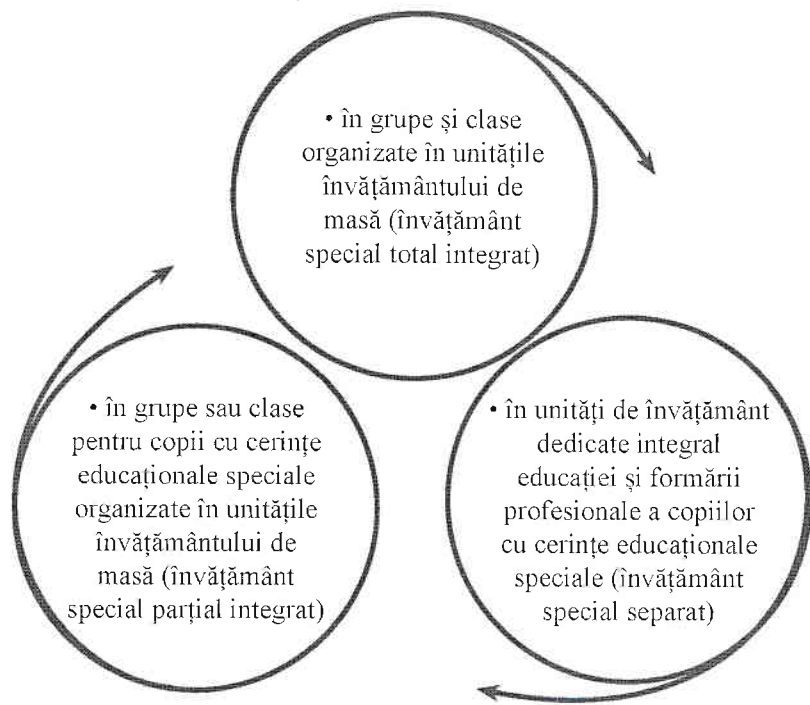 • în grupe și clase
organizate în unitățile
învățământului de
masă (învățământ
special total integrat)
• în grupe sau clase
pentru copii cu cerințe
educaționale speciale
organizate în unitățile
învățământului de
masă (învățământ
special parțial integrat)
• în unități de învățământ
dedicate integral
educației și formării
profesionale a copiilor
cu cerințe educaționale
speciale (învățământ
special separat)